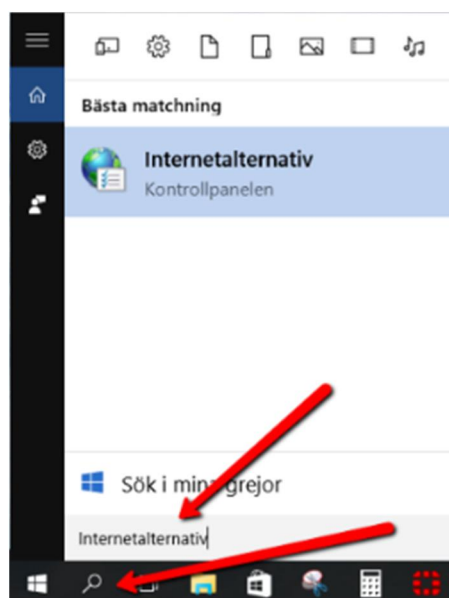 Bästa matchning
Internetalternativ
Kontrollpanelen
Sök i mina grejor
Internetalternativ